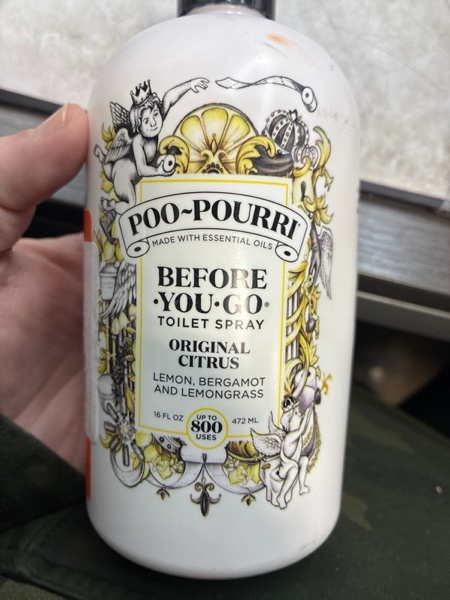 POO~POURRI
MADE WITH ESSENTIAL OILS
BEFORE
·YOU·GO®
TOILET SPRAY
ORIGINAL
CITRUS
LEMON, BERGAMOT
AND LEMONGRASS
16 FL OZ UP TO 472 ML
800
USES